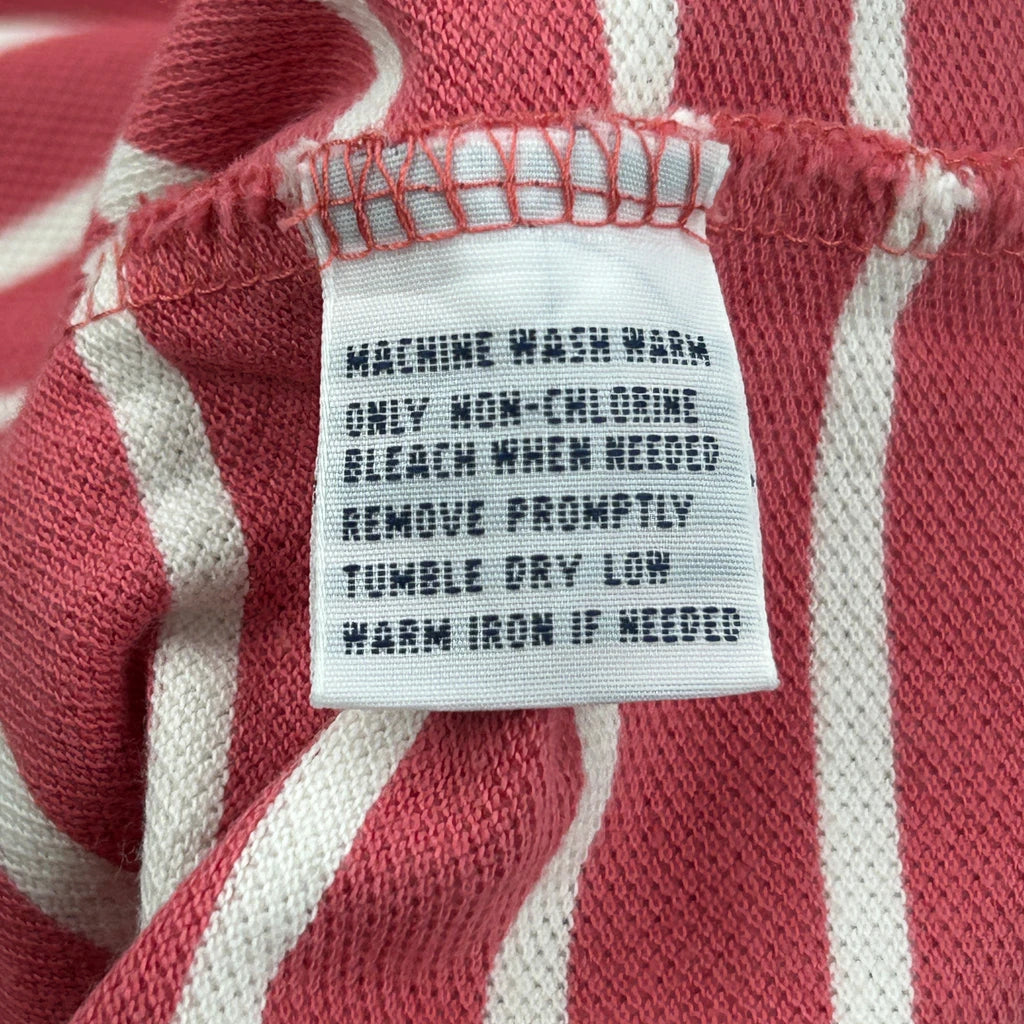 MACHINE WASH WARM
ONLY NON-CHLORINE
BLEACH WHEN NEEDED
REMOVE PROMPTLY
TUMBLE DRY LOW
WARM IRON IF NEEDED